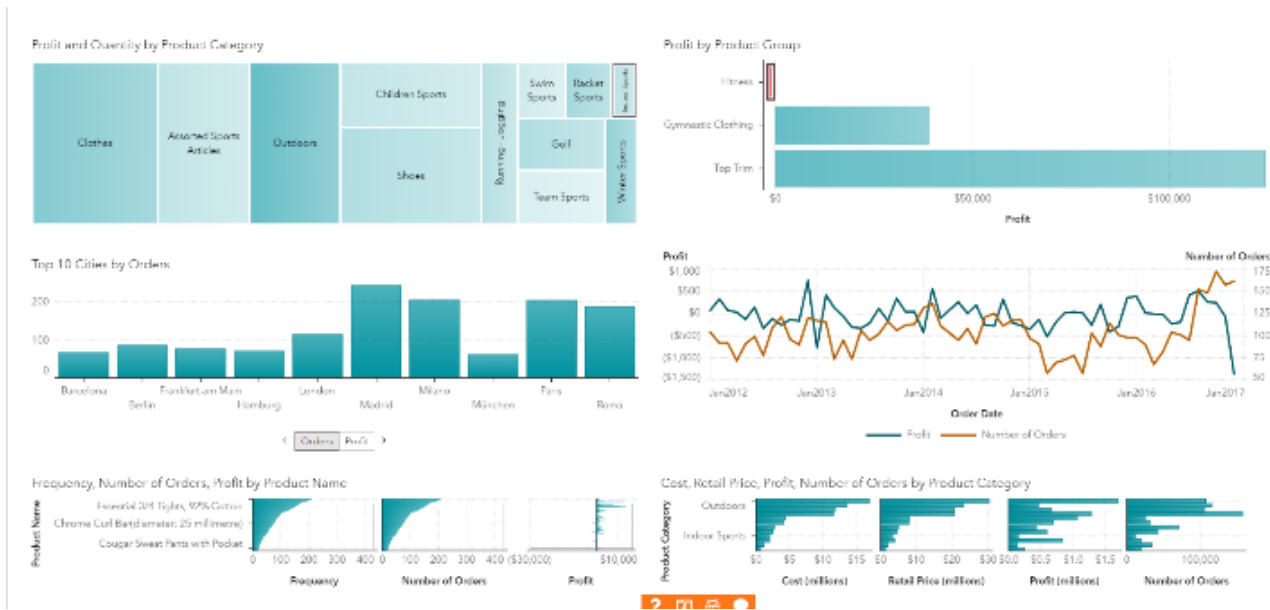 Profit and Quantity by Product Category
Clothes
Assorted Sports
Articles
Outdoors
Children Sports
Shoes
Running - Jogging
Swim
Sports
Racket
Sports
Indoor Sports
Golf
Team Sports
Winter Sports
Profit by Product Group
Fitness
Gymnastic Clothing
Top Trim
$0
$50,000
$100,000
Profit
Top 10 Cities by Orders
200
100
0
Barcelona
Berlin
Frankfurt am Main
Hamburg
London
Madrid
Milano
München
Paris
Roma
< Orders Profit >
Profit
Number of Orders
$1,000
$500
$0
($500)
($1,000)
($1,500)
175
150
125
100
75
50
Jan2012 Jan2013 Jan2014 Jan2015 Jan2016 Jan2017
Order Date
Profit Number of Orders
Frequency, Number of Orders, Profit by Product Name
Product Name
Essential 3/4 Tights, 92% Cotton
Chrome Curl Bar(diameter: 25 millimetre)
Cougar Sweat Pants with Pocket
0 100 200 300 400
Frequency
0 100 200 300 400
Number of Orders
($30,000) $10,000
Profit
Cost, Retail Price, Profit, Number of Orders by Product Category
Product Category
Outdoors
Indoor Sports
$0 $5 $10 $15
Cost (millions)
$0 $10 $20 $30
Retail Price (millions)
$0.0 $0.5 $1.0 $1.5
Profit (millions)
0 100,000
Number of Orders
?